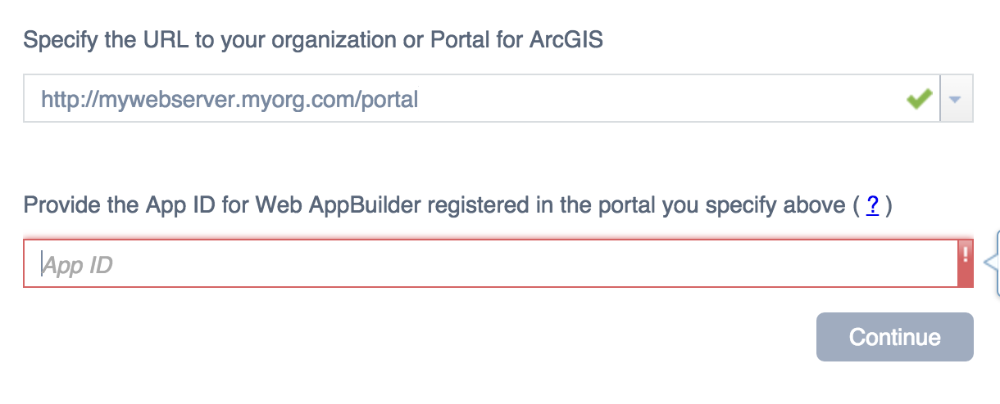 Specify the URL to your organization or Portal for ArcGIS
http://mywebserver.myorg.com/portal
Provide the App ID for Web AppBuilder registered in the portal you specify above ( ? )
App ID
!
Continue